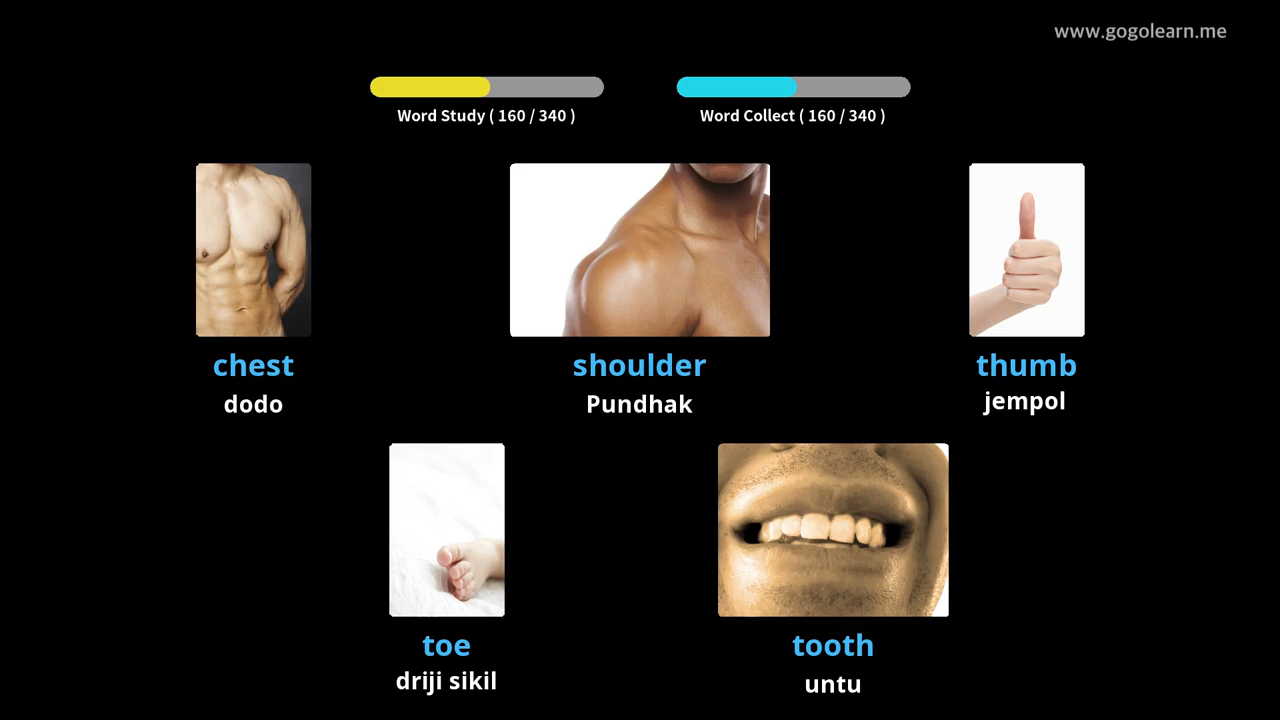 www.gogolearn.me
Word Study ( 160 / 340 )
Word Collect ( 160 / 340 )
chest
dodo
shoulder
Pundhak
thumb
jempol
toe
driji sikil
tooth
untu